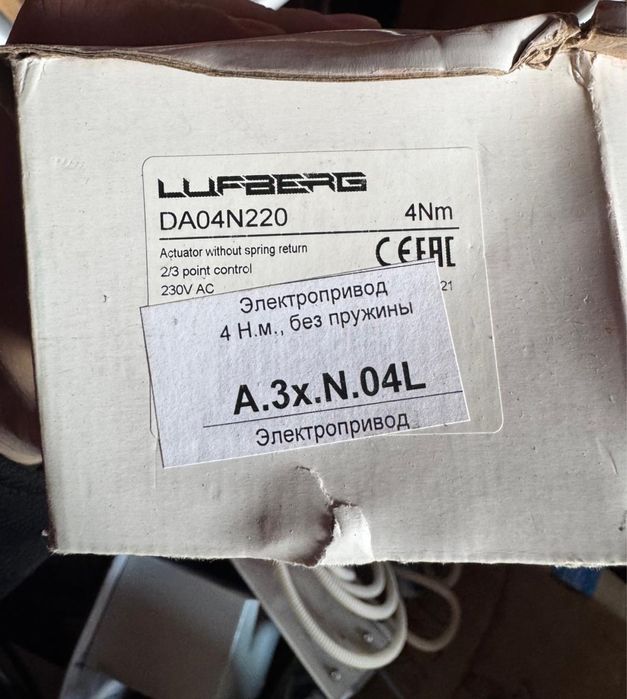 LUFBERG
DA04N220 4Nm
Actuator without spring return
2/3 point control
230V AC
CE EAC
21
Электропривод
4 Н.м., без пружины
A.3x.N.04L
Электропривод